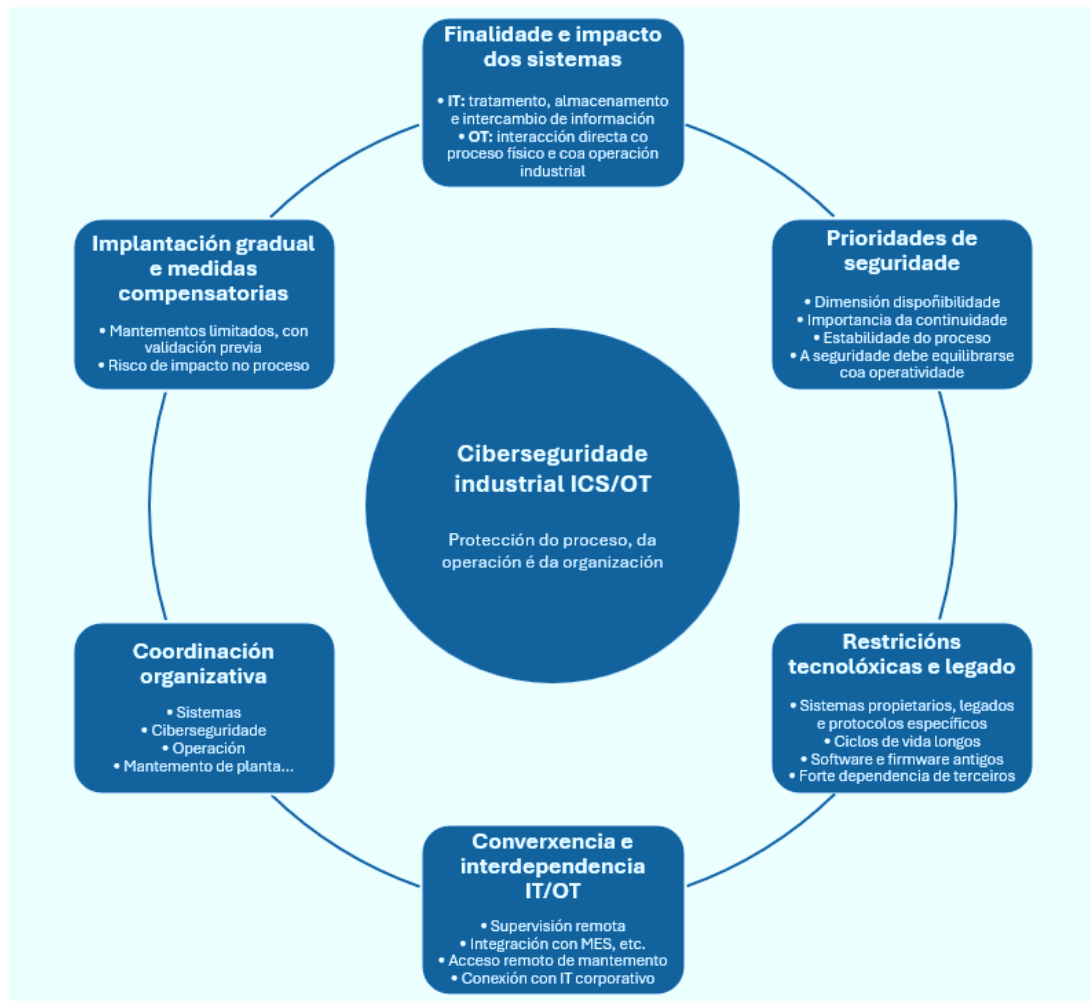 Finalidade e impacto
dos sistemas
• IT: tratamento, almacenamento
e intercambio de información
• OT: interacción directa co
proceso físico e coa operación
industrial
Prioridades de
seguridade
• Dimensión dispoñibilidade
• Importancia da continuidade
• Estabilidade do proceso
• A seguridade debe equilibrarse
coa operatividade
Restricións
tecnolóxicas e legado
• Sistemas propietarios, legados
e protocolos específicos
• Ciclos de vida longos
• Software e firmware antigos
• Forte dependencia de terceiros
Converxencia e
interdependencia
IT/OT
• Supervisión remota
• Integración con MES, etc.
• Acceso remoto de mantemento
• Conexión con IT corporativo
Coordinación
organizativa
• Sistemas
• Ciberseguridade
• Operación
• Mantemento de planta...
Implantación gradual
e medidas
compensatorias
• Mantementos limitados, con
validación previa
• Risco de impacto no proceso
Ciberseguridade
industrial ICS/OT
Protección do proceso, da
operación é da organización